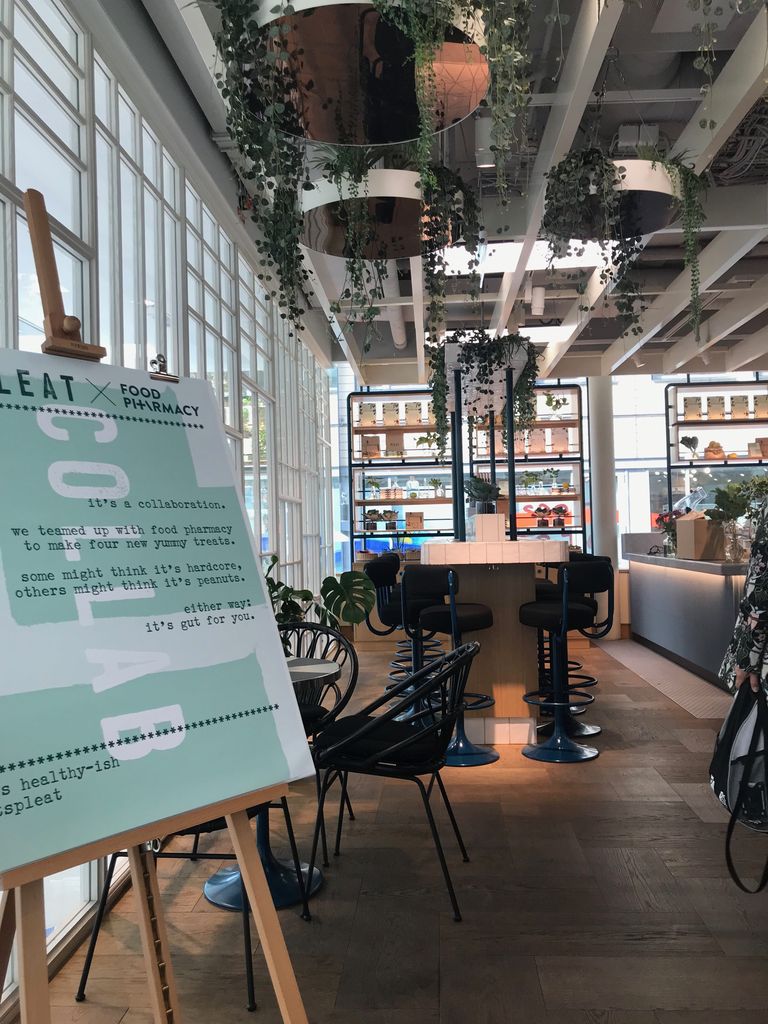 LEAT X FOOD PHARMACY
COLLAB
it's a collaboration.
we teamed up with food pharmacy
to make four new yummy treats.
some might think it's hardcore,
others might think it's peanuts.
either way:
it's gut for you.
s healthy-ish
tspleat